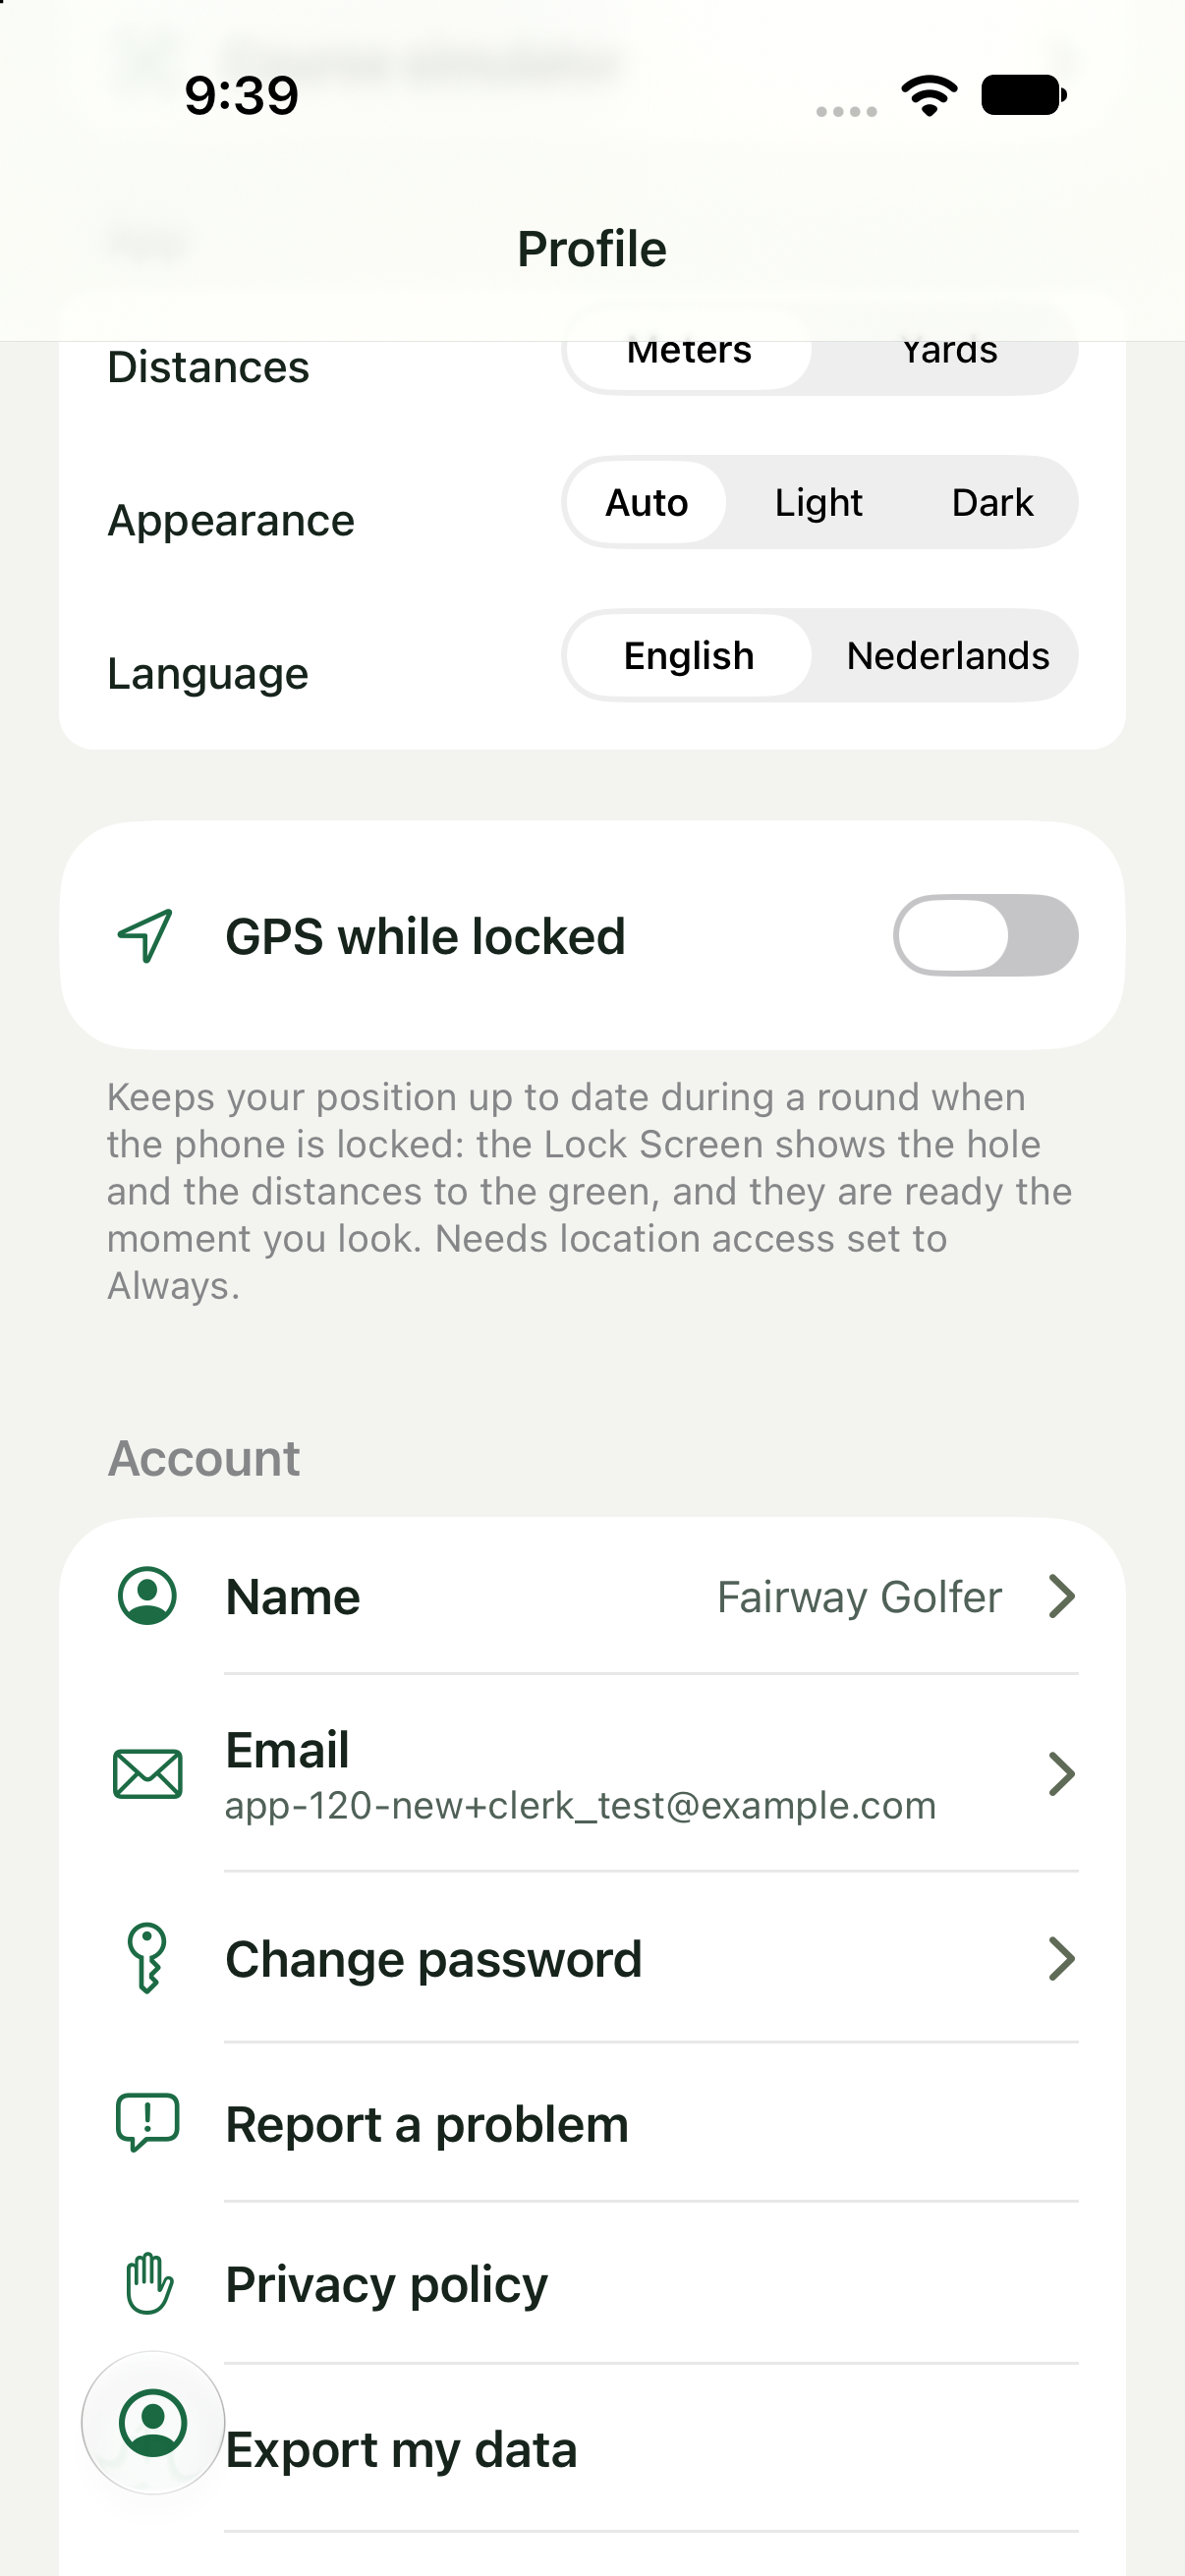 9:39
Profile
Distances
Meters
Yards
Appearance
Auto
Light
Dark
Language
English
Nederlands
GPS while locked
Keeps your position up to date during a round when
the phone is locked: the Lock Screen shows the hole
and the distances to the green, and they are ready the
moment you look. Needs location access set to
Always.
Account
Name
Fairway Golfer
Email
app-120-new+clerk_test@example.com
Change password
Report a problem
Privacy policy
Export my data